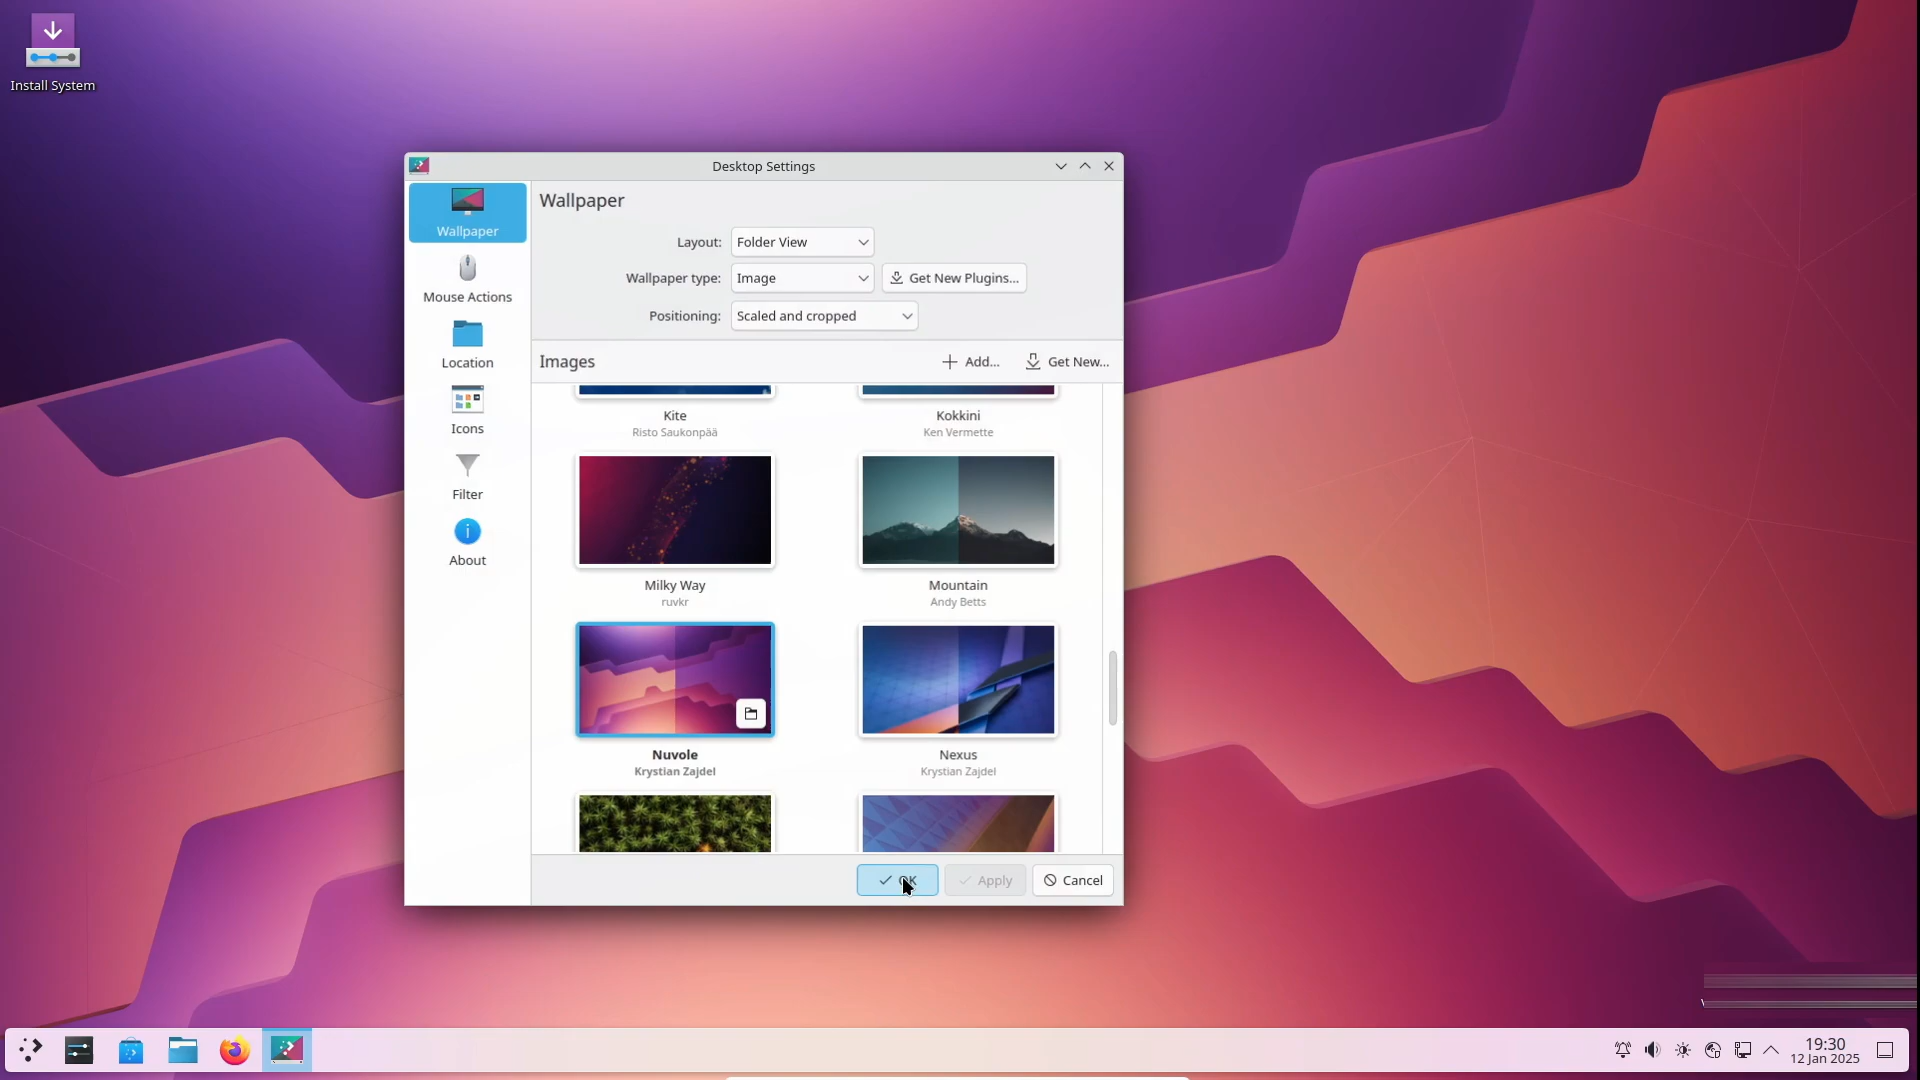 Install System
Desktop Settings
Wallpaper
Mouse Actions
Location
Icons
Filter
About
Wallpaper
Layout: Folder View
Wallpaper type: Image Get New Plugins...
Positioning: Scaled and cropped
Images Add... Get New...
Kite Kokkini
Risto Saukonpää Ken Vermette
Milky Way Mountain
ruvkr Andy Betts
Nuvole Nexus
Krystian Zajdel Krystian Zajdel
OK Apply Cancel
19:30
12 Jan 2025